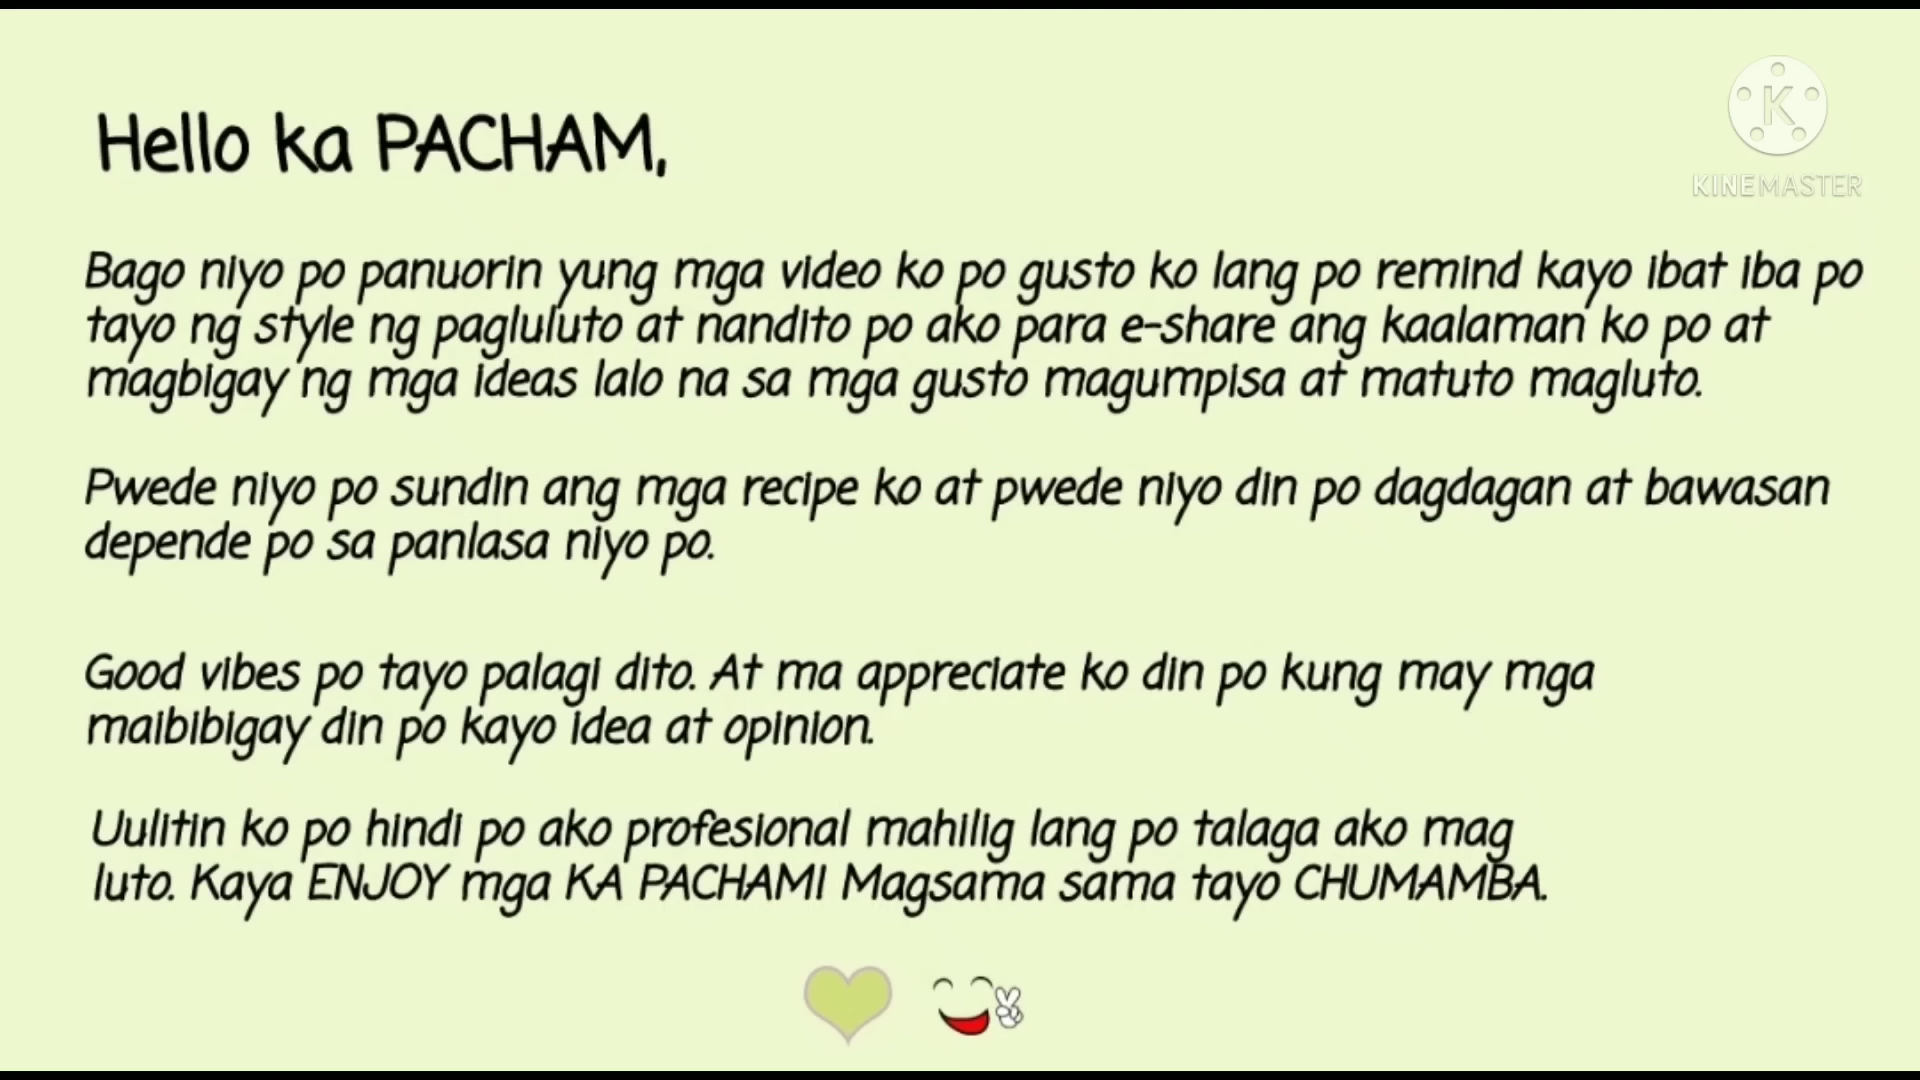 Hello ka PACHAM,
KINEMASTER
Bago niyo po panuorin yung mga video ko po gusto ko lang po remind kayo ibat iba po
tayo ng style ng pagluluto at nandito po ako para e-share ang kaalaman ko po at
magbigay ng mga ideas lalo na sa mga gusto magumpisa at matuto magluto.
Pwede niyo po sundin ang mga recipe ko at pwede niyo din po dagdagan at bawasan
depende po sa panlasa niyo po.
Good vibes po tayo palagi dito. At ma appreciate ko din po kung may mga
maibibigay din po kayo idea at opinion.
Uulitin ko po hindi po ako profesional mahilig lang po talaga ako mag
luto. Kaya ENJOY mga KA PACHAM! Magsama sama tayo CHUMAMBA.